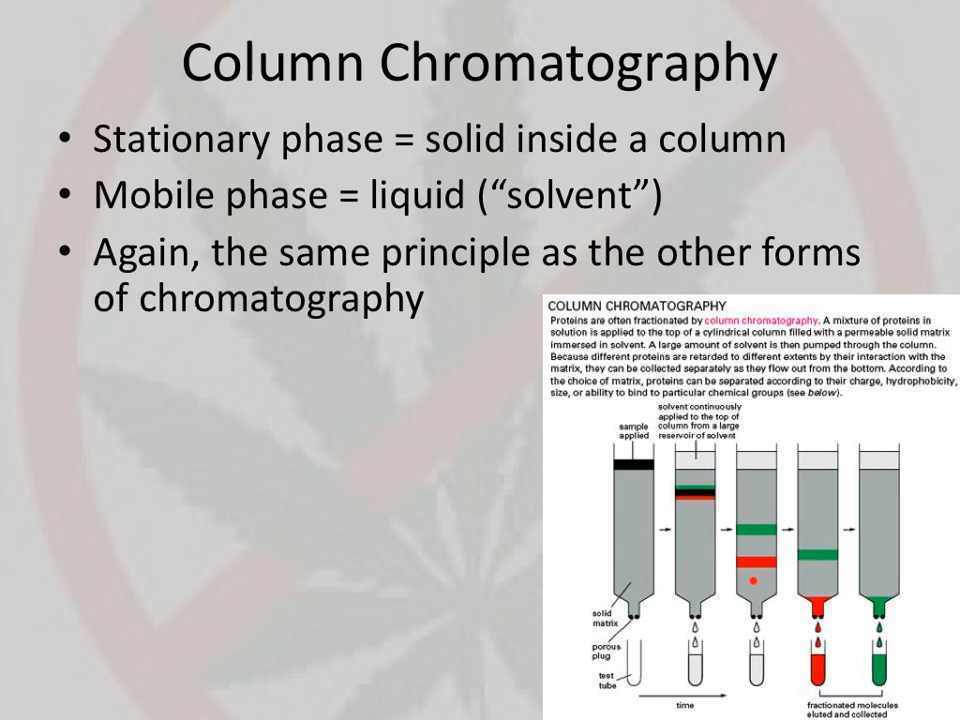 Column Chromatography
• Stationary phase = solid inside a column
• Mobile phase = liquid (“solvent”)
• Again, the same principle as the other forms
of chromatography
COLUMN CHROMATOGRAPHY
Proteins are often fractionated by column chromatography. A mixture of proteins in
solution is applied to the top of a cylindrical column filled with a permeable solid matrix
immersed in solvent. A large amount of solvent is then pumped through the column.
Because different proteins are retarded to different extents by their interaction with the
matrix, they can be collected separately as they flow out from the bottom. According to
the choice of matrix, proteins can be separated according to their charge, hydrophobicity,
size, or ability to bind to particular chemical groups (see below).
sample
applied
solvent continuously
applied to the top of
column from a large
reservoir of solvent
solid
matrix
porous
plug
test
tube
time
fractionated molecules
eluted and collected